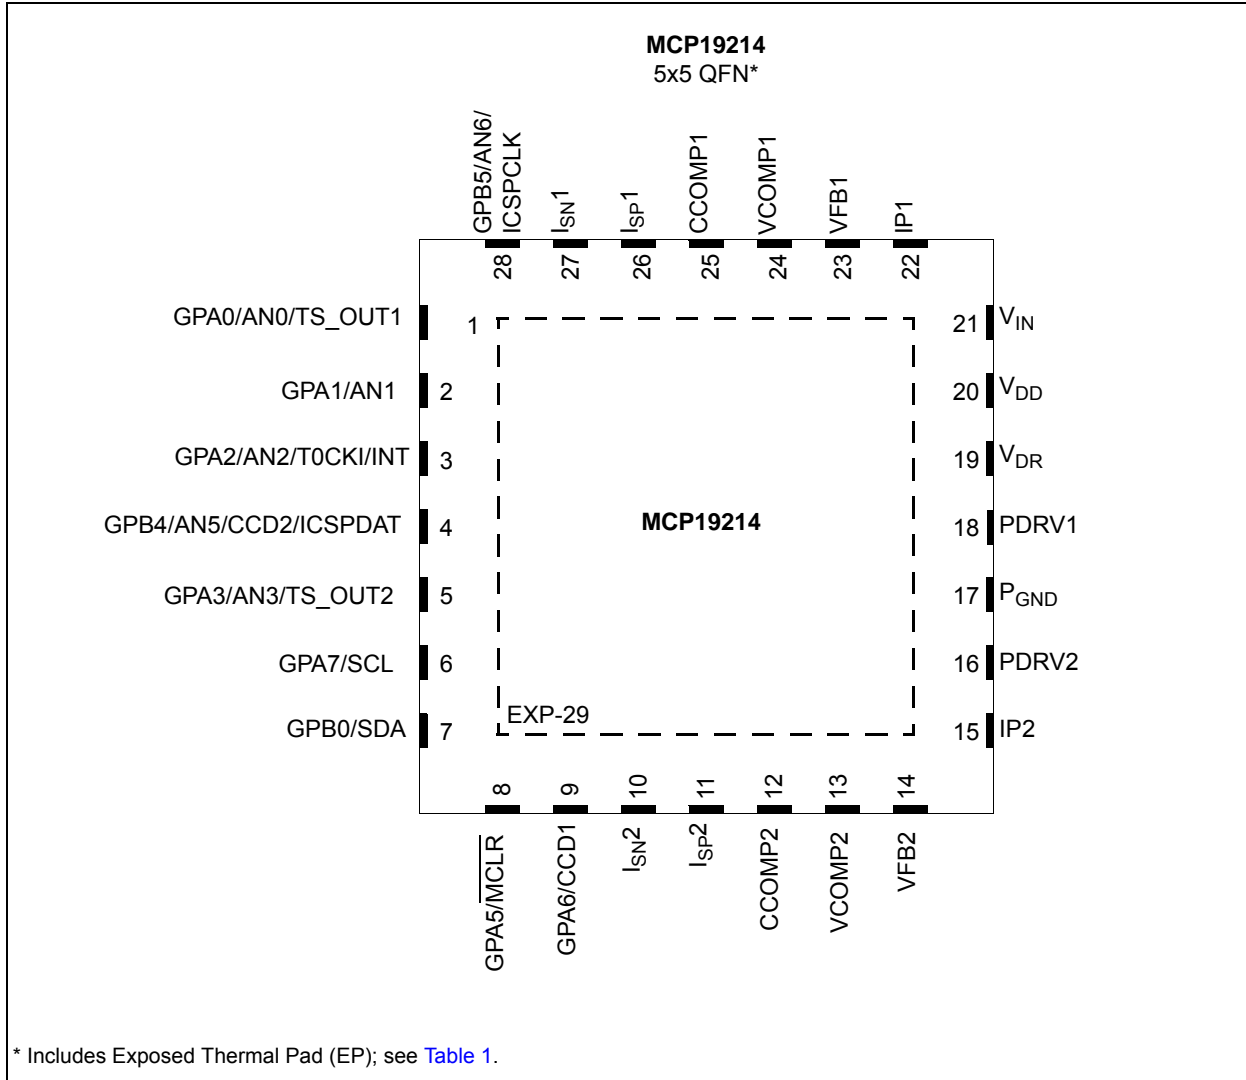 MCP19214
5x5 QFN*
GPB5/AN6/
ICSPCLK
ISN1
ISP1
CCOMP1
VCOMP1
VFB1
IP1
28
27
26
25
24
23
22
GPA0/AN0/TS_OUT1 1
GPA1/AN1 2
GPA2/AN2/T0CKI/INT 3
GPB4/AN5/CCD2/ICSPDAT 4
GPA3/AN3/TS_OUT2 5
GPA7/SCL 6
GPB0/SDA 7
MCP19214
EXP-29
21 VIN
20 VDD
19 VDR
18 PDRV1
17 PGND
16 PDRV2
15 IP2
8
9
10
11
12
13
14
GPA5/MCLR
GPA6/CCD1
ISN2
ISP2
CCOMP2
VCOMP2
VFB2
* Includes Exposed Thermal Pad (EP); see Table 1.